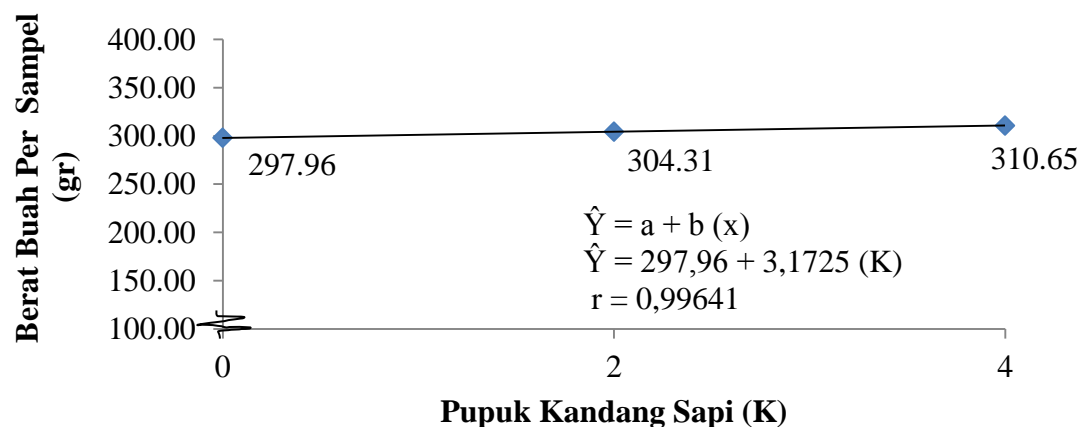 Berat Buah Per Sampel
(gr)
400.00
350.00
300.00
250.00
200.00
150.00
100.00
297.96
304.31
310.65
Ŷ = a + b (x)
Ŷ = 297,96 + 3,1725 (K)
r = 0,99641
0
2
4
Pupuk Kandang Sapi (K)